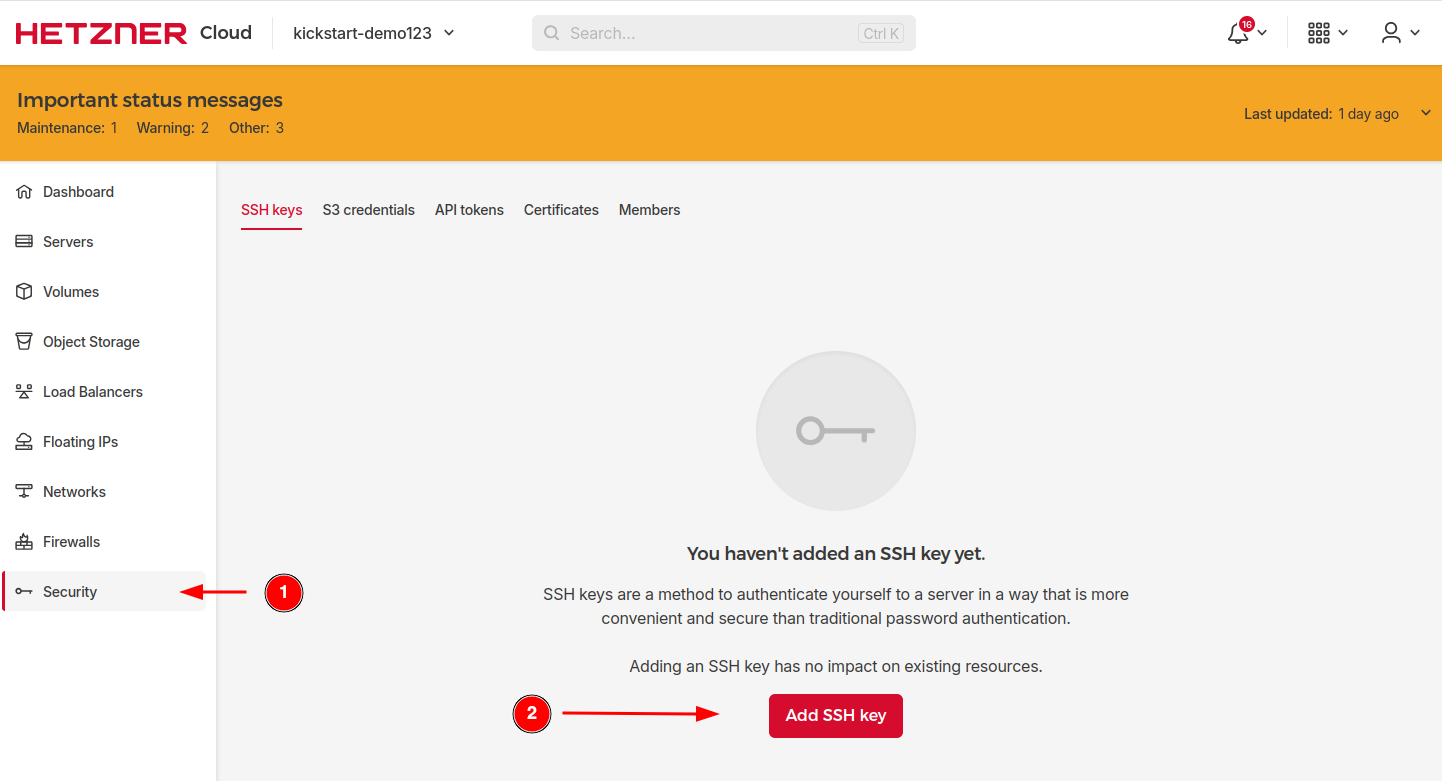 HETZNER Cloud kickstart-demo123 Search... Ctrl K 16
Important status messages
Maintenance: 1 Warning: 2 Other: 3
Last updated: 1 day ago
Dashboard
Servers
Volumes
Object Storage
Load Balancers
Floating IPs
Networks
Firewalls
Security
1
SSH keys S3 credentials API tokens Certificates Members
You haven't added an SSH key yet.
SSH keys are a method to authenticate yourself to a server in a way that is more
convenient and secure than traditional password authentication.
Adding an SSH key has no impact on existing resources.
2
Add SSH key